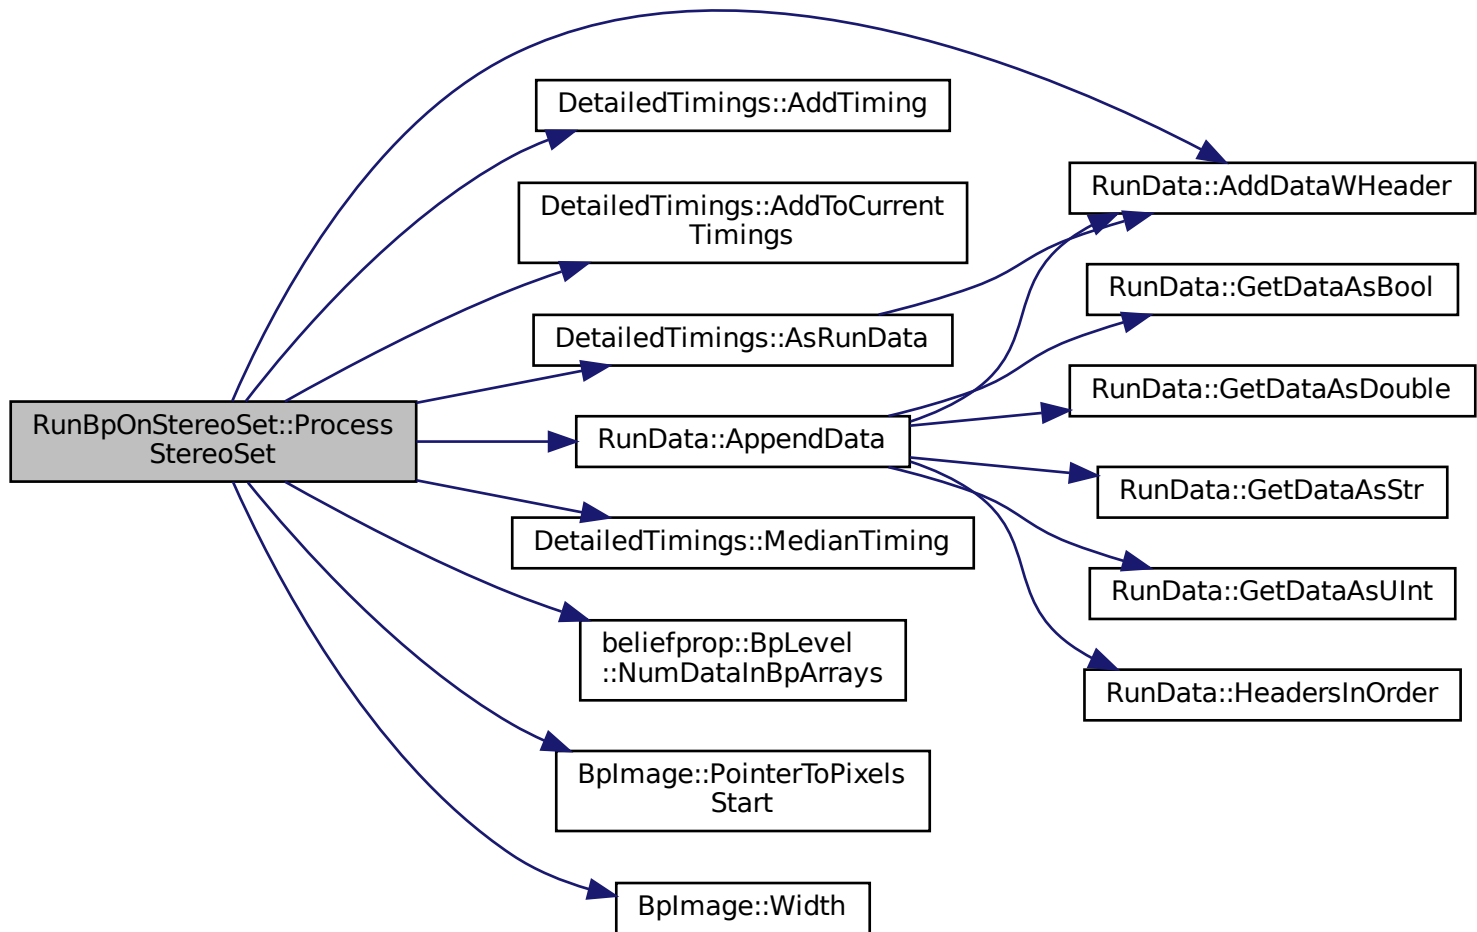 RunBpOnStereoSet::Process
StereoSet
DetailedTimings::AddTiming
DetailedTimings::AddToCurrent
Timings
DetailedTimings::AsRunData
RunData::AppendData
DetailedTimings::MedianTiming
beliefprop::BpLevel
::NumDataInBpArrays
BpImage::PointerToPixels
Start
BpImage::Width
RunData::AddDataWHeader
RunData::GetDataAsBool
RunData::GetDataAsDouble
RunData::GetDataAsStr
RunData::GetDataAsUInt
RunData::HeadersInOrder